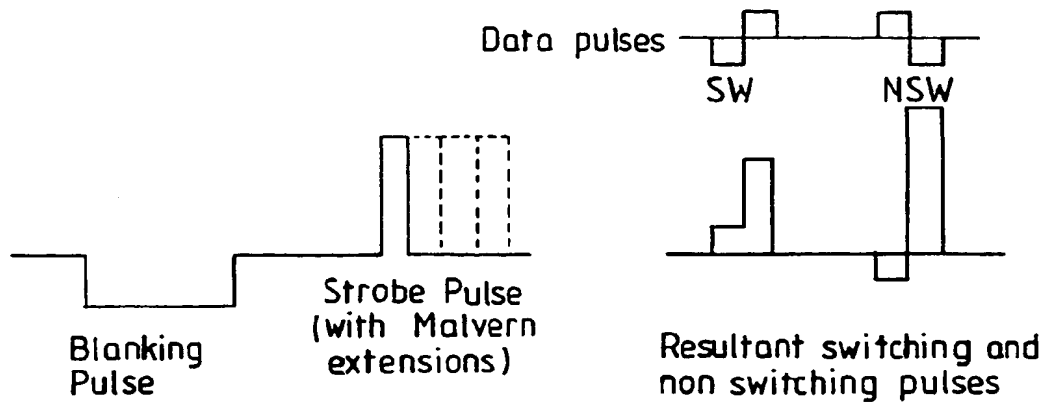 Data pulses
SW
NSW
Strobe Pulse
(with Malvern
extensions)
Blanking
Pulse
Resultant switching and
non switching pulses